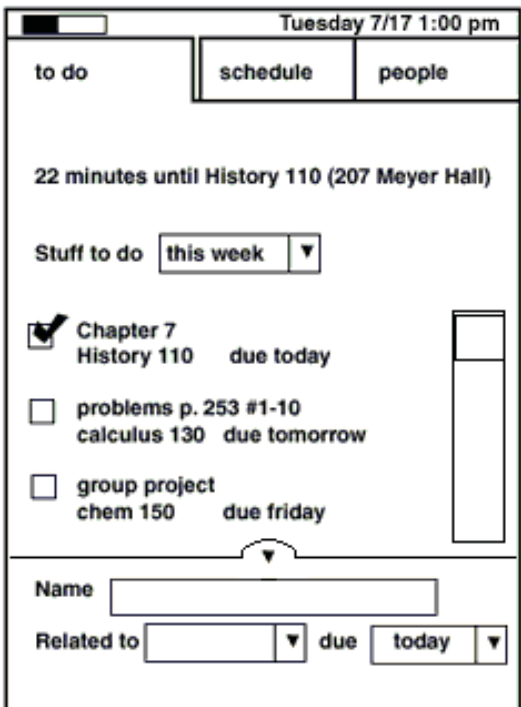 Tuesday 7/17 1:00 pm
to do schedule people
22 minutes until History 110 (207 Meyer Hall)
Stuff to do this week
Chapter 7
History 110 due today
problems p. 253 #1-10
calculus 130 due tomorrow
group project
chem 150 due friday
Name
Related to due today